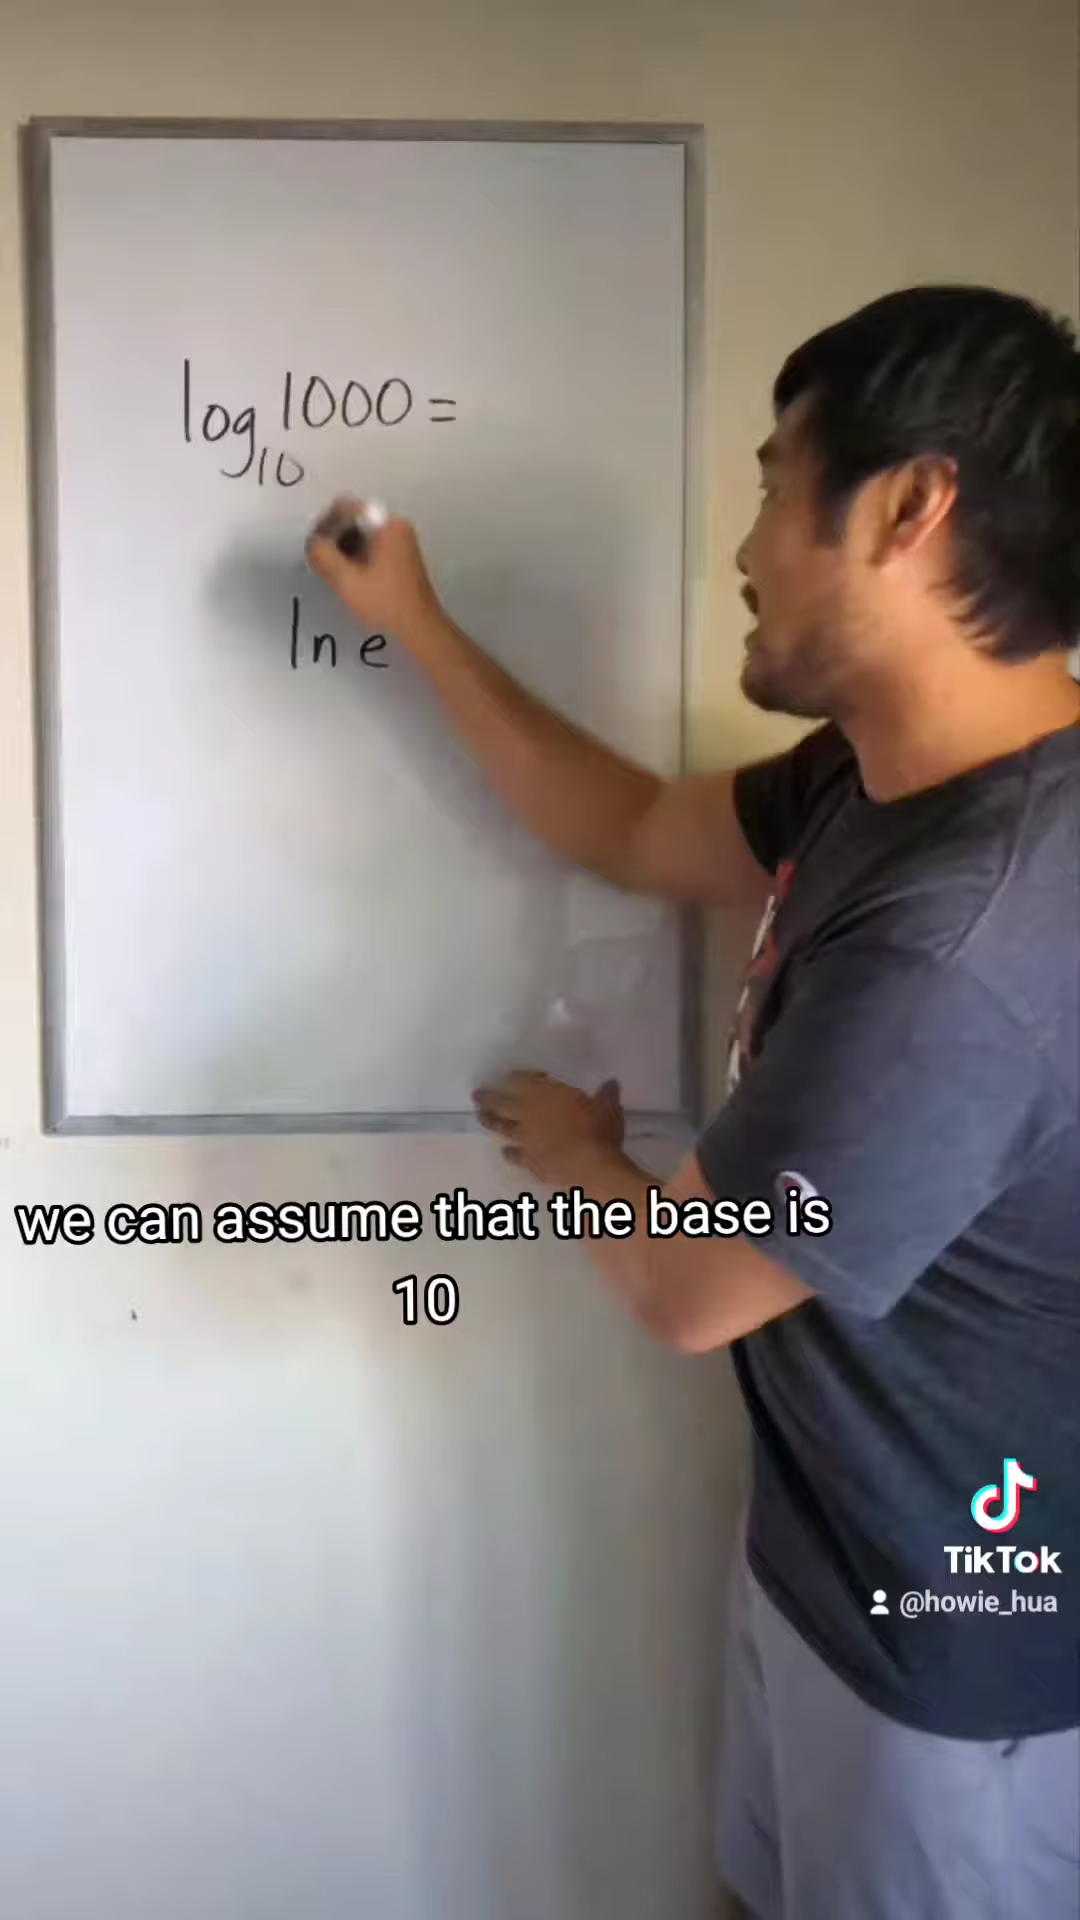 log₁₀ 1000 =
ln e
we can assume that the base is
10
TikTok
@howie_hua